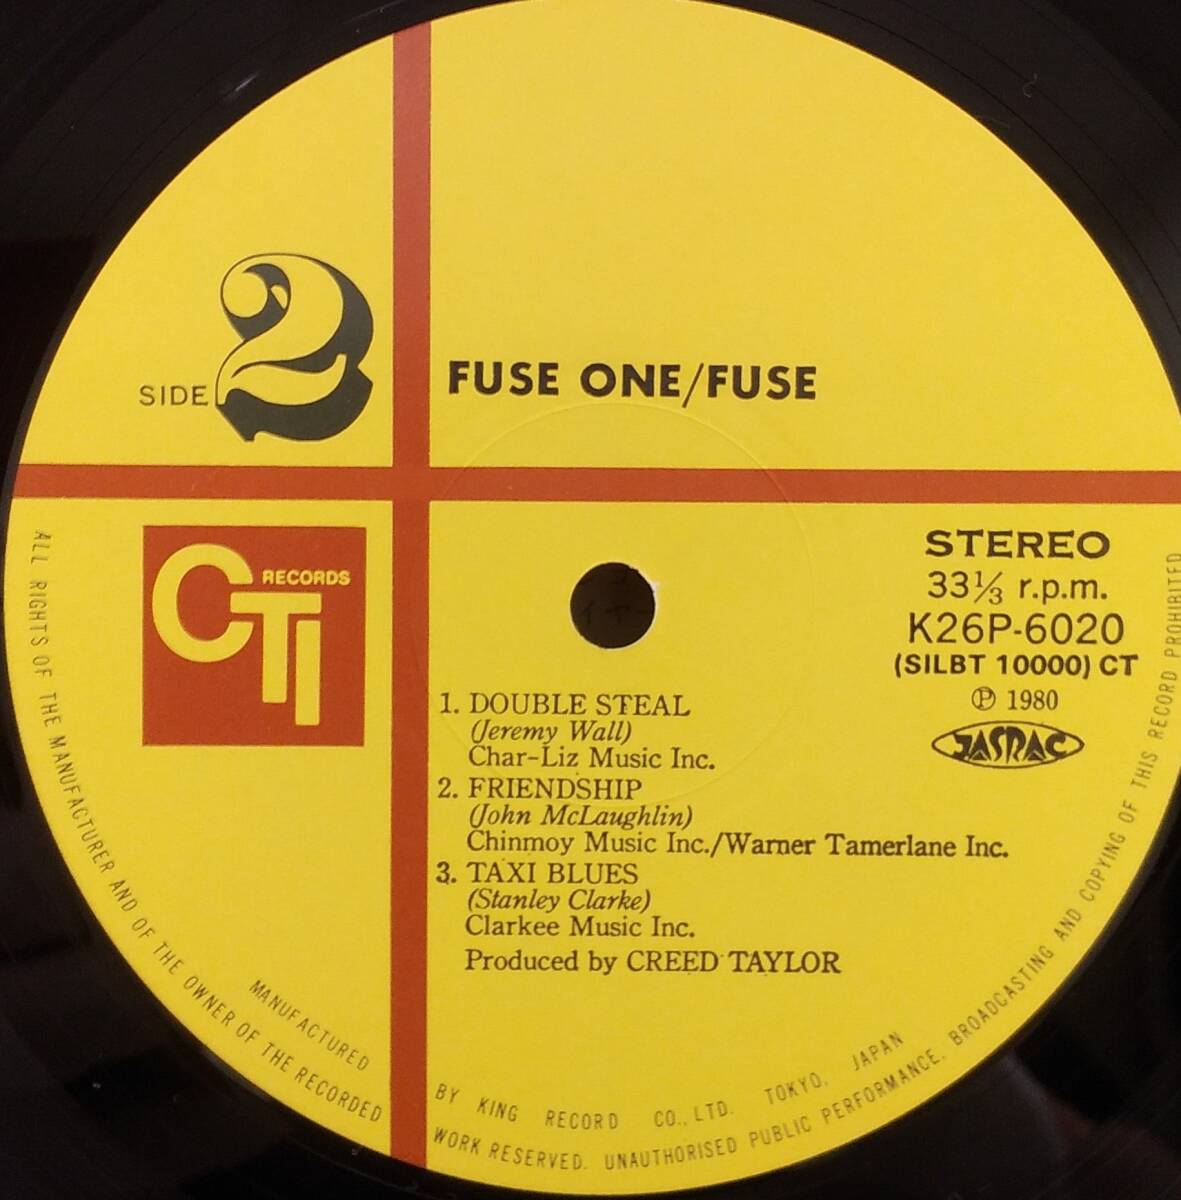 SIDE 2
FUSE ONE/FUSE
CTI RECORDS
STEREO
33⅓ r.p.m.
K26P-6020
(SILBT 10000) CT
Ⓟ 1980
JASRAC
1. DOUBLE STEAL
(Jeremy Wall)
Char-Liz Music Inc.
2. FRIENDSHIP
(John McLaughlin)
Chinmoy Music Inc./Warner Tamerlane Inc.
3. TAXI BLUES
(Stanley Clarke)
Clarkee Music Inc.
Produced by CREED TAYLOR
MANUFACTURED BY KING RECORD CO., LTD. TOKYO, JAPAN
ALL RIGHTS OF THE MANUFACTURER AND OF THE OWNER OF THE RECORDED WORK RESERVED. UNAUTHORISED PUBLIC PERFORMANCE, BROADCASTING AND COPYING OF THIS RECORD PROHIBITED